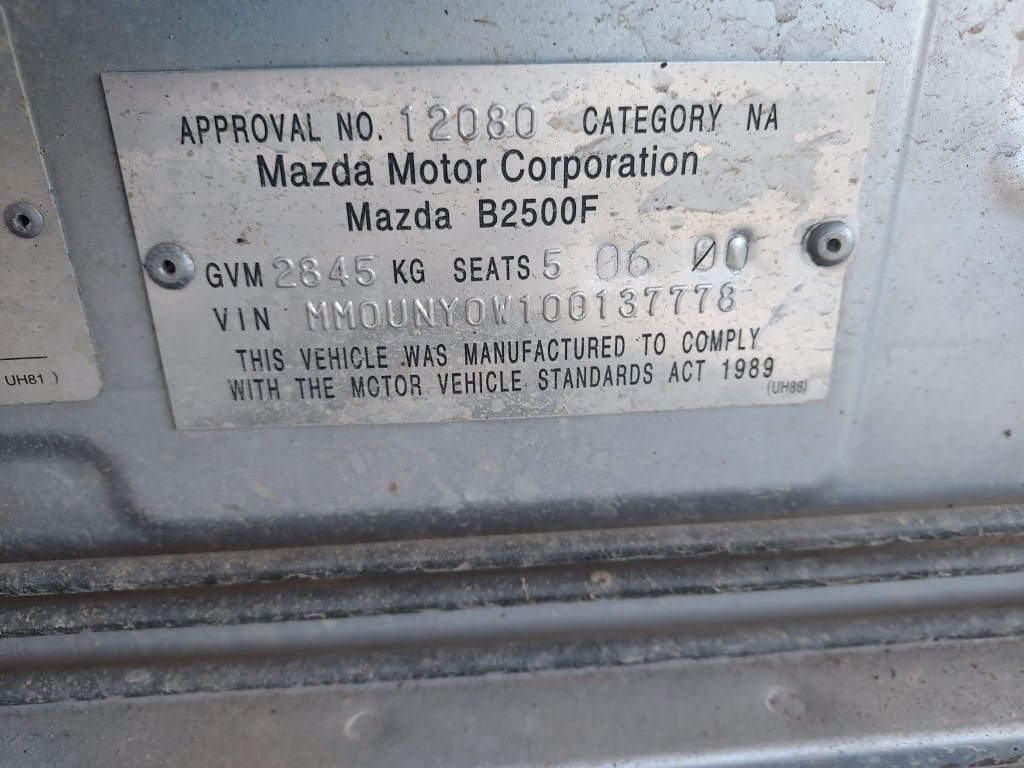 APPROVAL NO. 12080 CATEGORY NA
Mazda Motor Corporation
Mazda B2500F
GVM 2845 KG SEATS 5 06 00
VIN MM0UNY0W100137778
THIS VEHICLE WAS MANUFACTURED TO COMPLY
WITH THE MOTOR VEHICLE STANDARDS ACT 1989
(UH86)
UH81 )